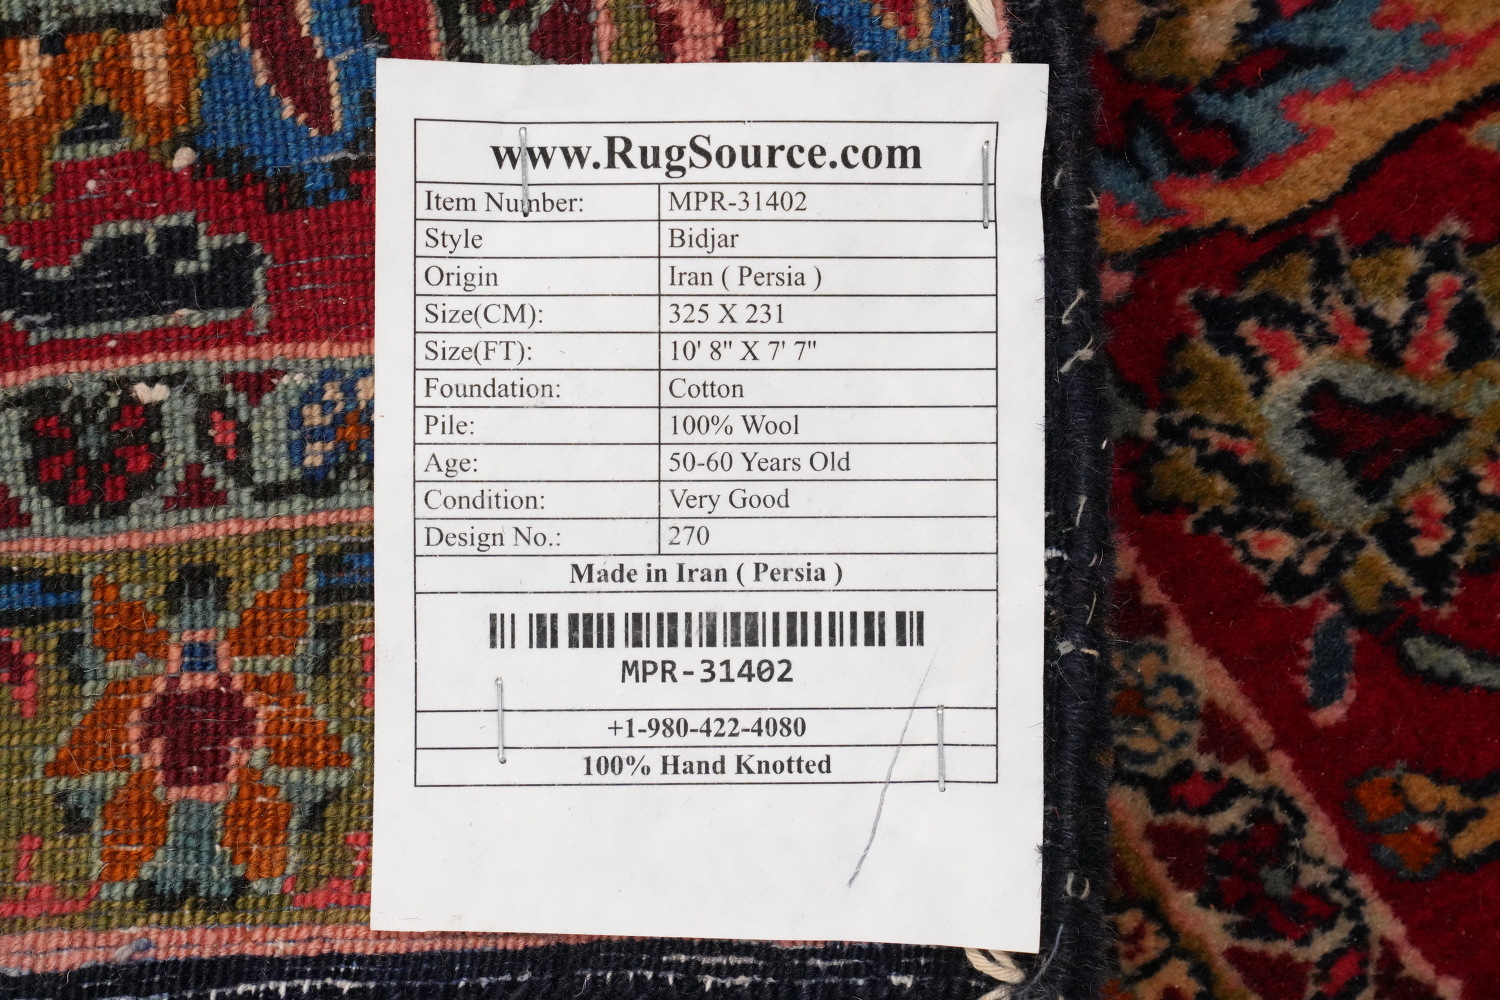 www.RugSource.com
Item Number: MPR-31402
Style Bidjar
Origin Iran ( Persia )
Size(CM): 325 X 231
Size(FT): 10' 8" X 7' 7"
Foundation: Cotton
Pile: 100% Wool
Age: 50-60 Years Old
Condition: Very Good
Design No.: 270
Made in Iran ( Persia )
MPR-31402
+1-980-422-4080
100% Hand Knotted